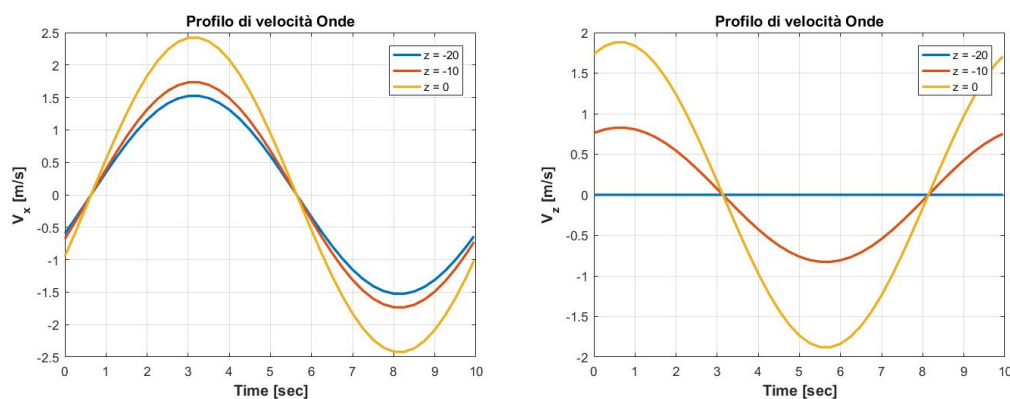 Profilo di velocità Onde
2.5
2
1.5
1
0.5
0
-0.5
-1
-1.5
-2
-2.5
V_x [m/s]
z = -20
z = -10
z = 0
0 1 2 3 4 5 6 7 8 9 10
Time [sec]
Profilo di velocità Onde
2
1.5
1
0.5
0
-0.5
-1
-1.5
-2
V_z [m/s]
z = -20
z = -10
z = 0
0 1 2 3 4 5 6 7 8 9 10
Time [sec]